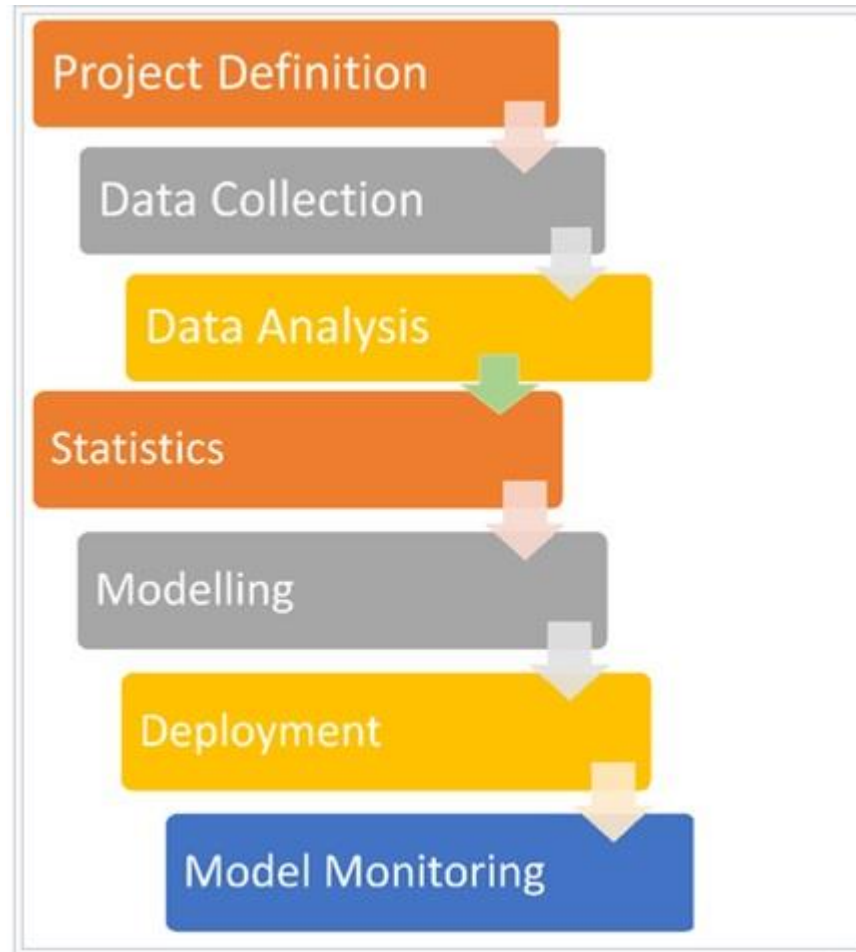 Project Definition
Data Collection
Data Analysis
Statistics
Modelling
Deployment
Model Monitoring